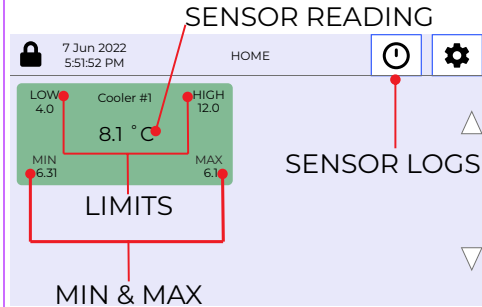 SENSOR READING
7 Jun 2022
5:51:52 PM
HOME
LOW
4.0
Cooler #1
HIGH
12.0
8.1 °C
MIN
6.31
MAX
6.1
SENSOR LOGS
LIMITS
MIN & MAX